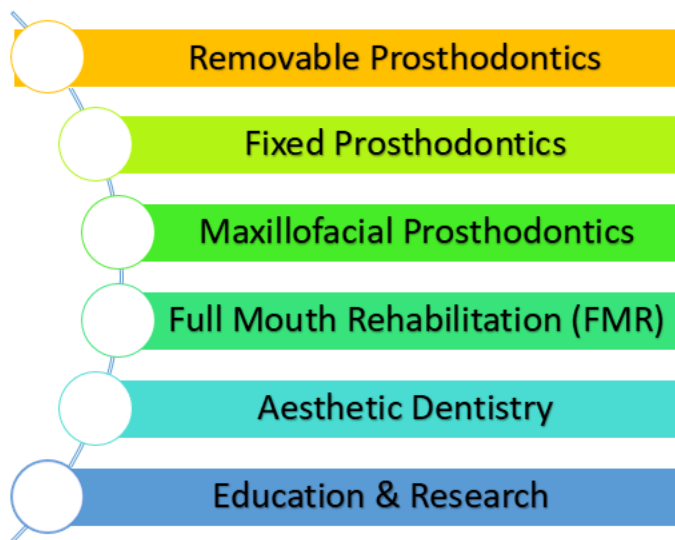 Removable Prosthodontics
Fixed Prosthodontics
Maxillofacial Prosthodontics
Full Mouth Rehabilitation (FMR)
Aesthetic Dentistry
Education & Research